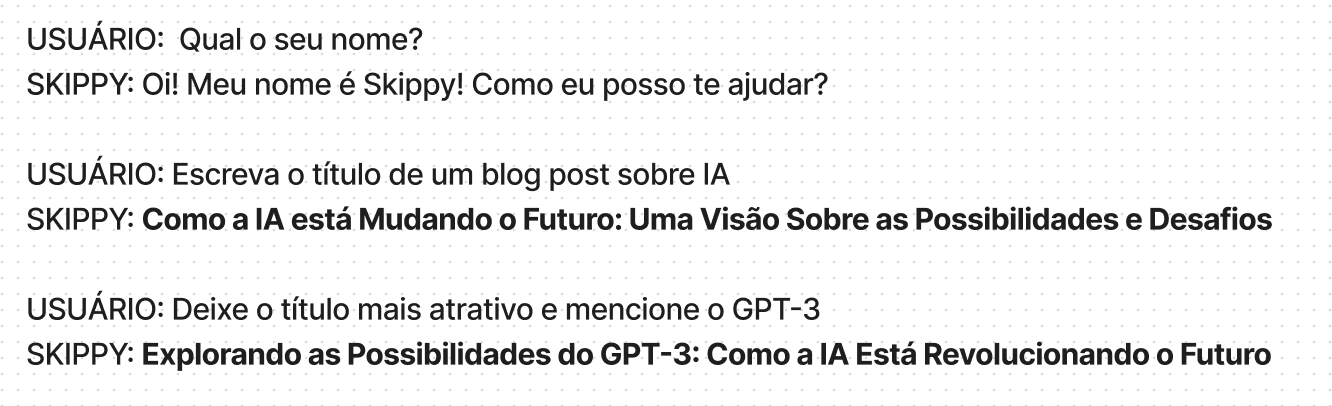 USUÁRIO:  Qual o seu nome?
SKIPPY: Oi! Meu nome é Skippy! Como eu posso te ajudar?
USUÁRIO: Escreva o título de um blog post sobre IA
SKIPPY: Como a IA está Mudando o Futuro: Uma Visão Sobre as Possibilidades e Desafios
USUÁRIO: Deixe o título mais atrativo e mencione o GPT-3
SKIPPY: Explorando as Possibilidades do GPT-3: Como a IA Está Revolucionando o Futuro